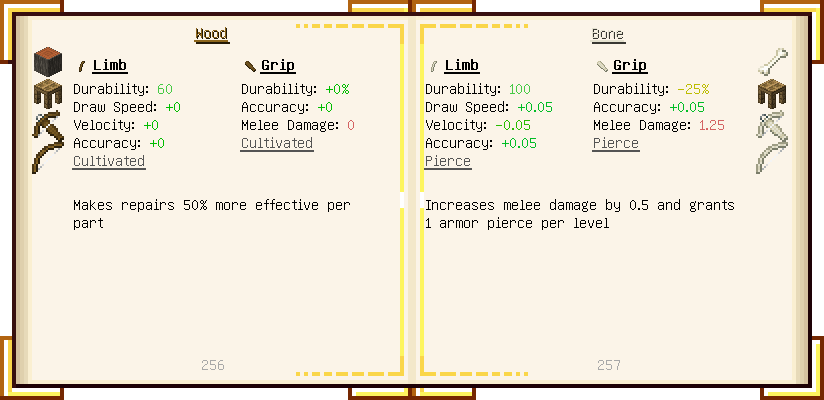 Wood
Limb
Durability: 60
Draw Speed: +0
Velocity: +0
Accuracy: +0
Cultivated
Grip
Durability: +0%
Accuracy: +0
Melee Damage: 0
Cultivated
Makes repairs 50% more effective per
part
256
Bone
Limb
Durability: 100
Draw Speed: +0.05
Velocity: -0.05
Accuracy: +0.05
Pierce
Grip
Durability: -25%
Accuracy: +0.05
Melee Damage: 1.25
Pierce
Increases melee damage by 0.5 and grants
1 armor pierce per level
257